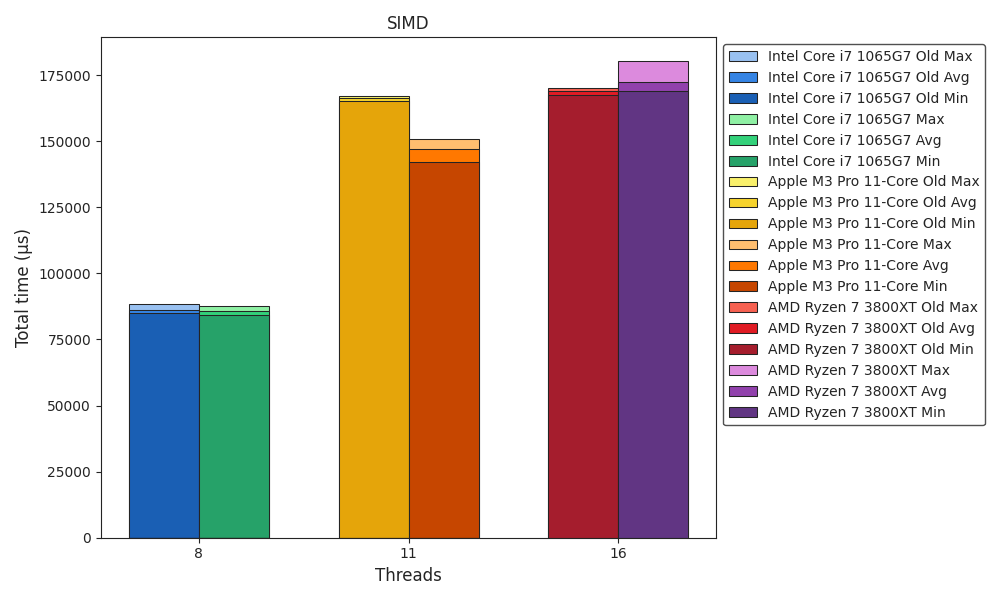 SIMD
Total time (µs)
175000
150000
125000
100000
75000
50000
25000
0
8
11
16
Threads
Intel Core i7 1065G7 Old Max
Intel Core i7 1065G7 Old Avg
Intel Core i7 1065G7 Old Min
Intel Core i7 1065G7 Max
Intel Core i7 1065G7 Avg
Intel Core i7 1065G7 Min
Apple M3 Pro 11-Core Old Max
Apple M3 Pro 11-Core Old Avg
Apple M3 Pro 11-Core Old Min
Apple M3 Pro 11-Core Max
Apple M3 Pro 11-Core Avg
Apple M3 Pro 11-Core Min
AMD Ryzen 7 3800XT Old Max
AMD Ryzen 7 3800XT Old Avg
AMD Ryzen 7 3800XT Old Min
AMD Ryzen 7 3800XT Max
AMD Ryzen 7 3800XT Avg
AMD Ryzen 7 3800XT Min